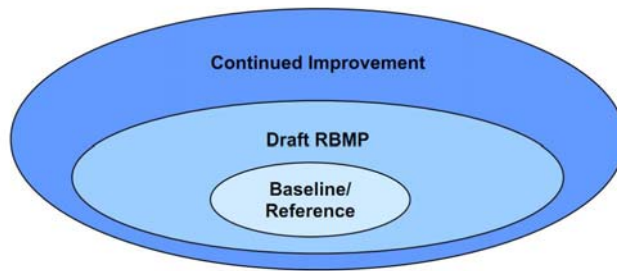 Continued Improvement
Draft RBMP
Baseline/
Reference